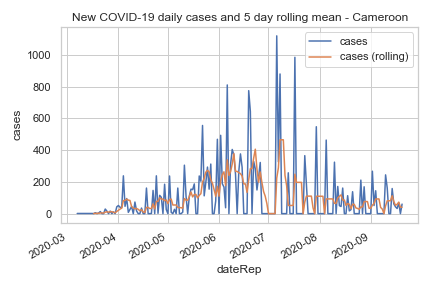 New COVID-19 daily cases and 5 day rolling mean - Cameroon
cases
cases (rolling)
cases
1000
800
600
400
200
0
2020-03
2020-04
2020-05
2020-06
2020-07
2020-08
2020-09
dateRep